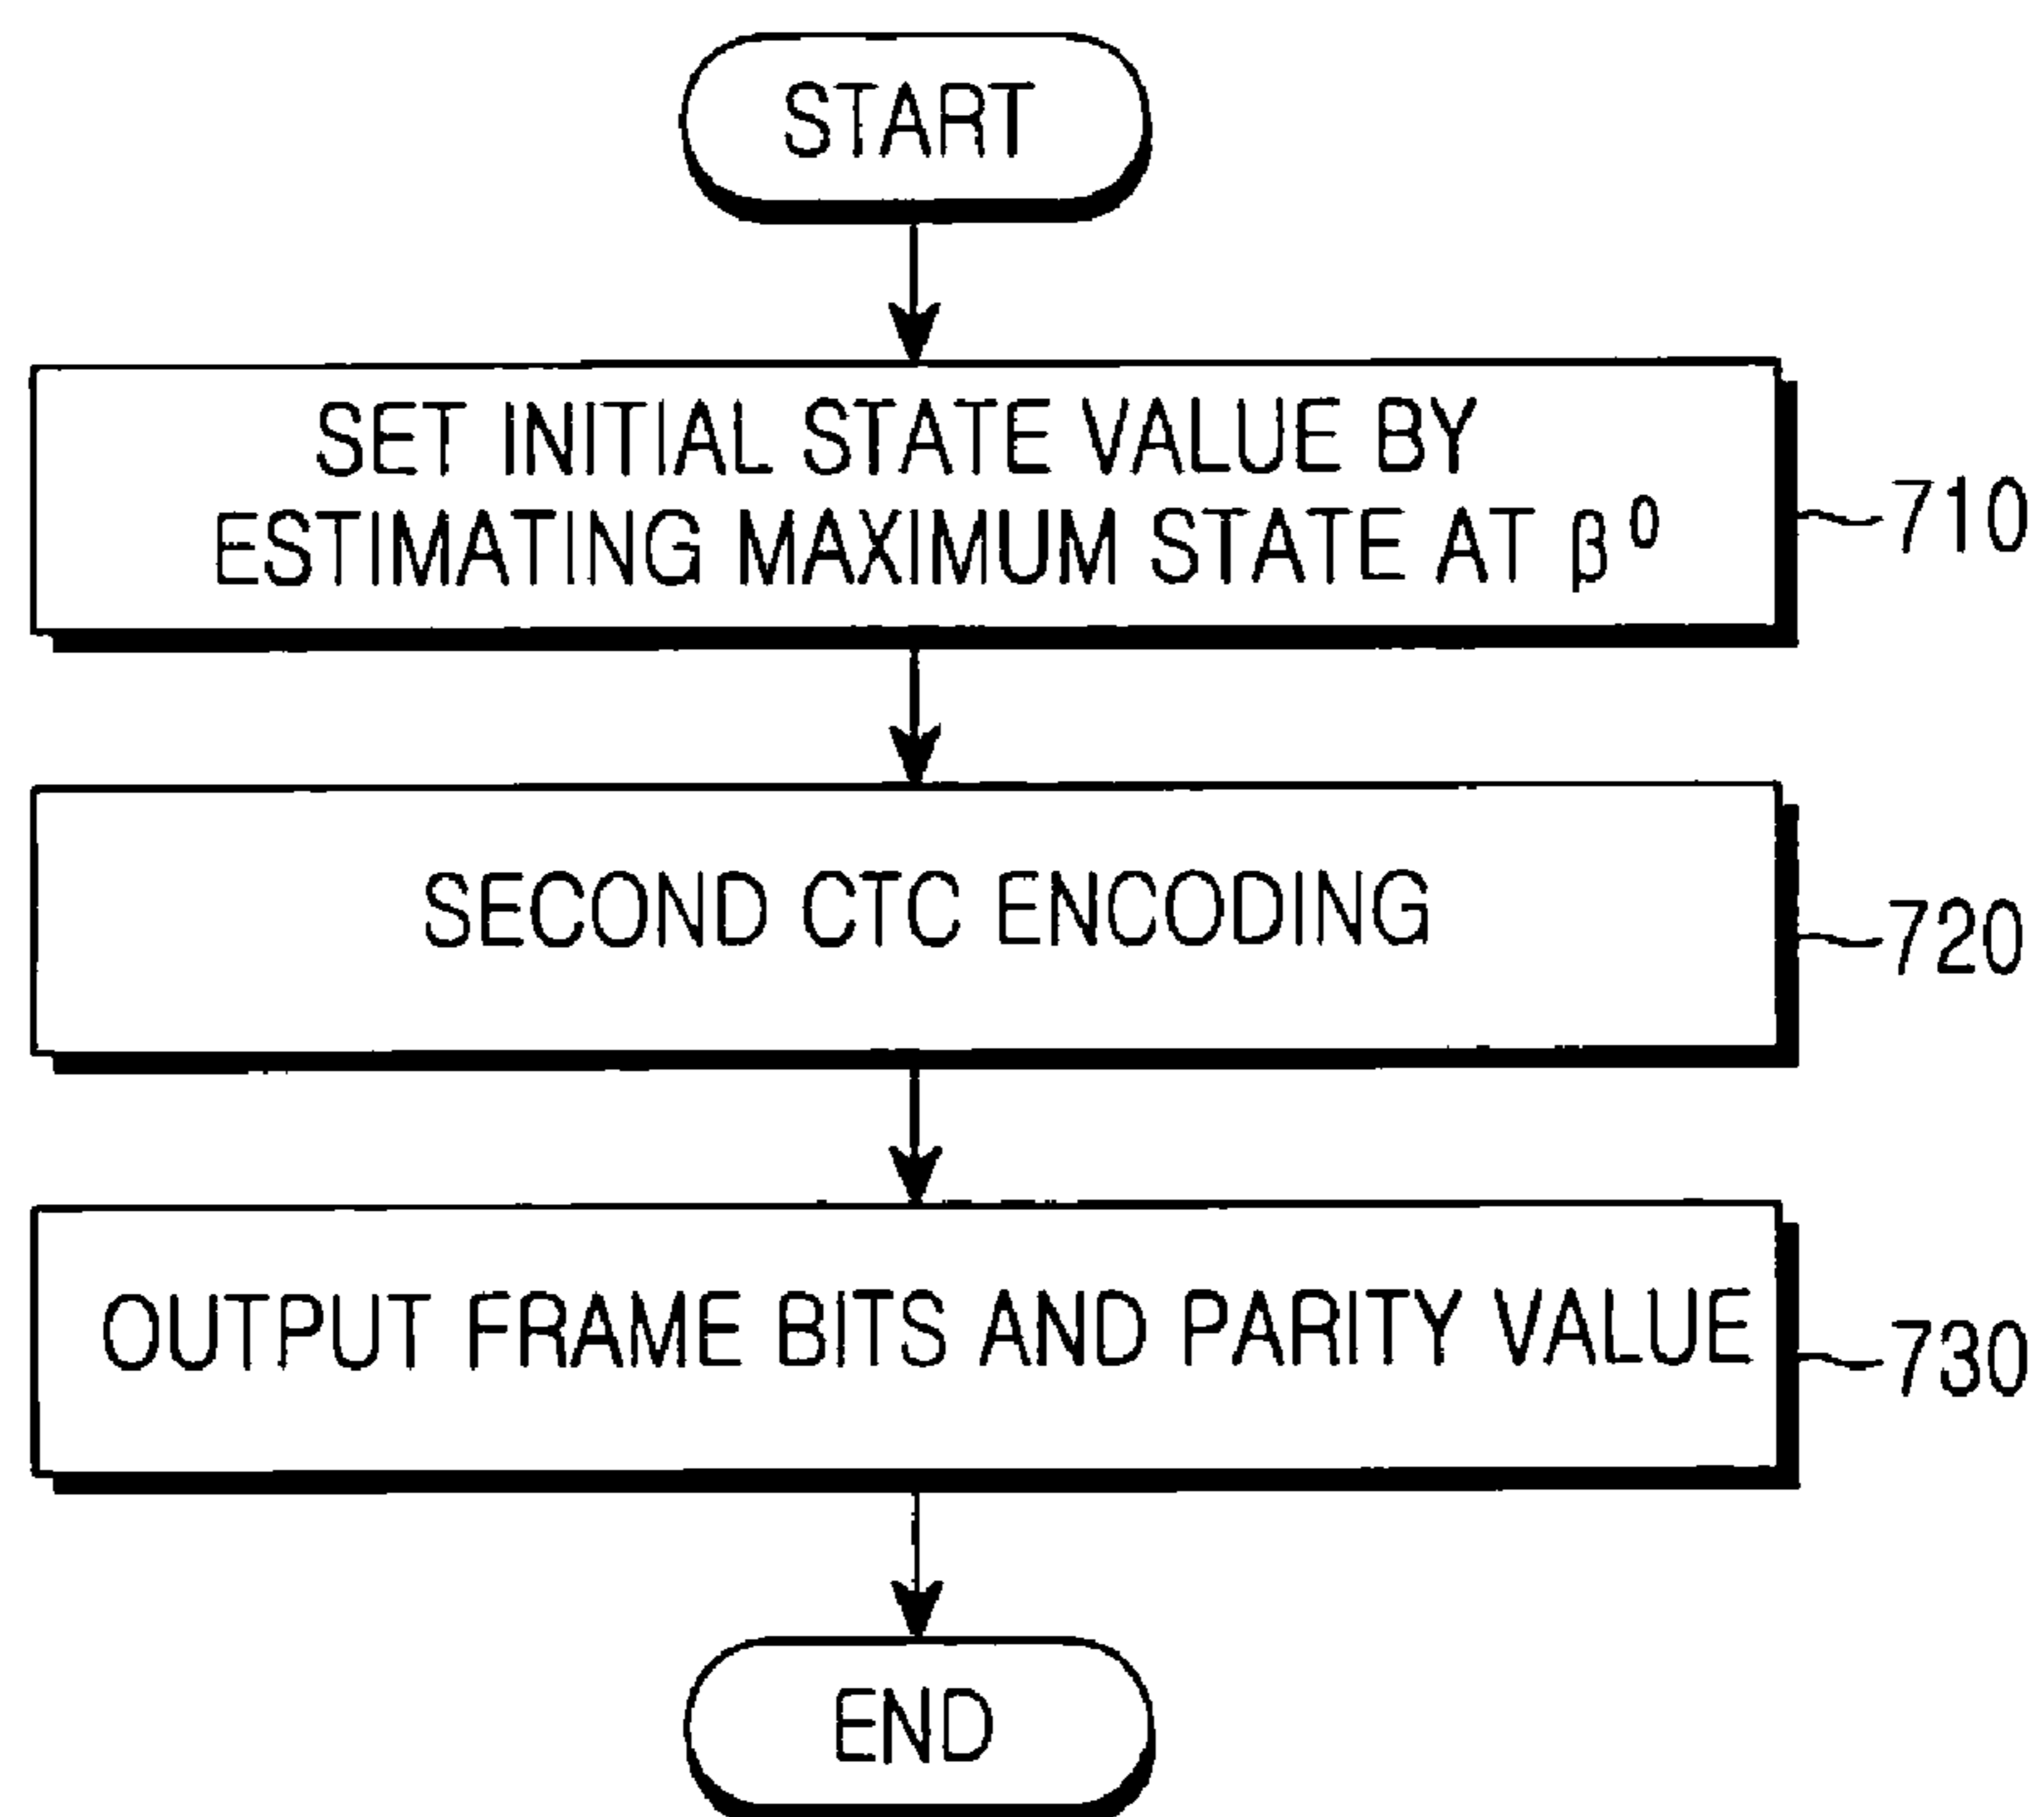 START
SET INITIAL STATE VALUE BY
ESTIMATING MAXIMUM STATE AT β⁰
710
SECOND CTC ENCODING
720
OUTPUT FRAME BITS AND PARITY VALUE
730
END